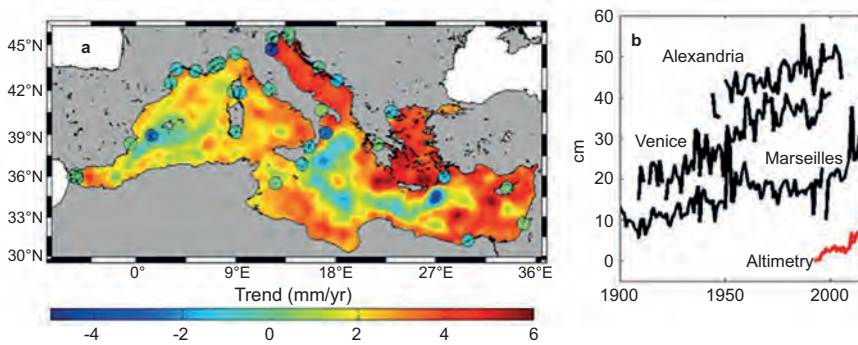 a
45°N
42°N
39°N
36°N
33°N
30°N
0°
9°E
18°E
27°E
36°E
Trend (mm/yr)
-4
-2
0
2
4
6
b
60
50
40
30
20
10
0
cm
Alexandria
Venice
Marseilles
Altimetry
1900
1950
2000